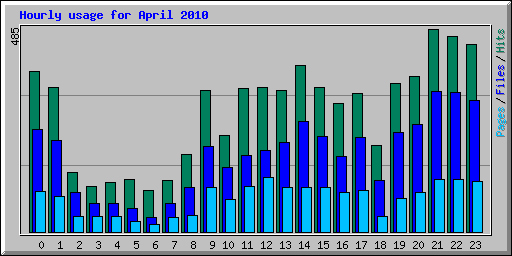 Hourly usage for April 2010
485
Pages/Files/Hits
0 1 2 3 4 5 6 7 8 9 10 11 12 13 14 15 16 17 18 19 20 21 22 23